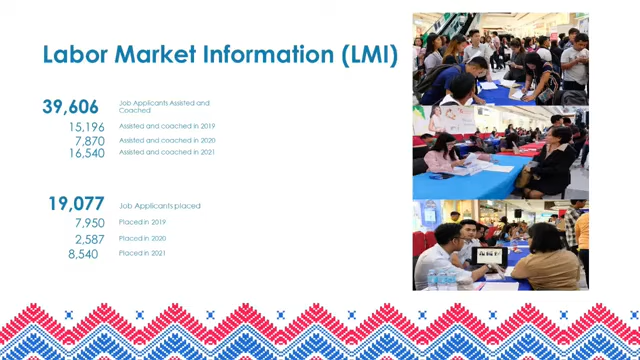 Labor Market Information (LMI)
39,606 Job Applicants Assisted and
Coached
15,196 Assisted and coached in 2019
7,870 Assisted and coached in 2020
16,540 Assisted and coached in 2021
19,077 Job Applicants placed
7,950 Placed in 2019
2,587 Placed in 2020
8,540 Placed in 2021